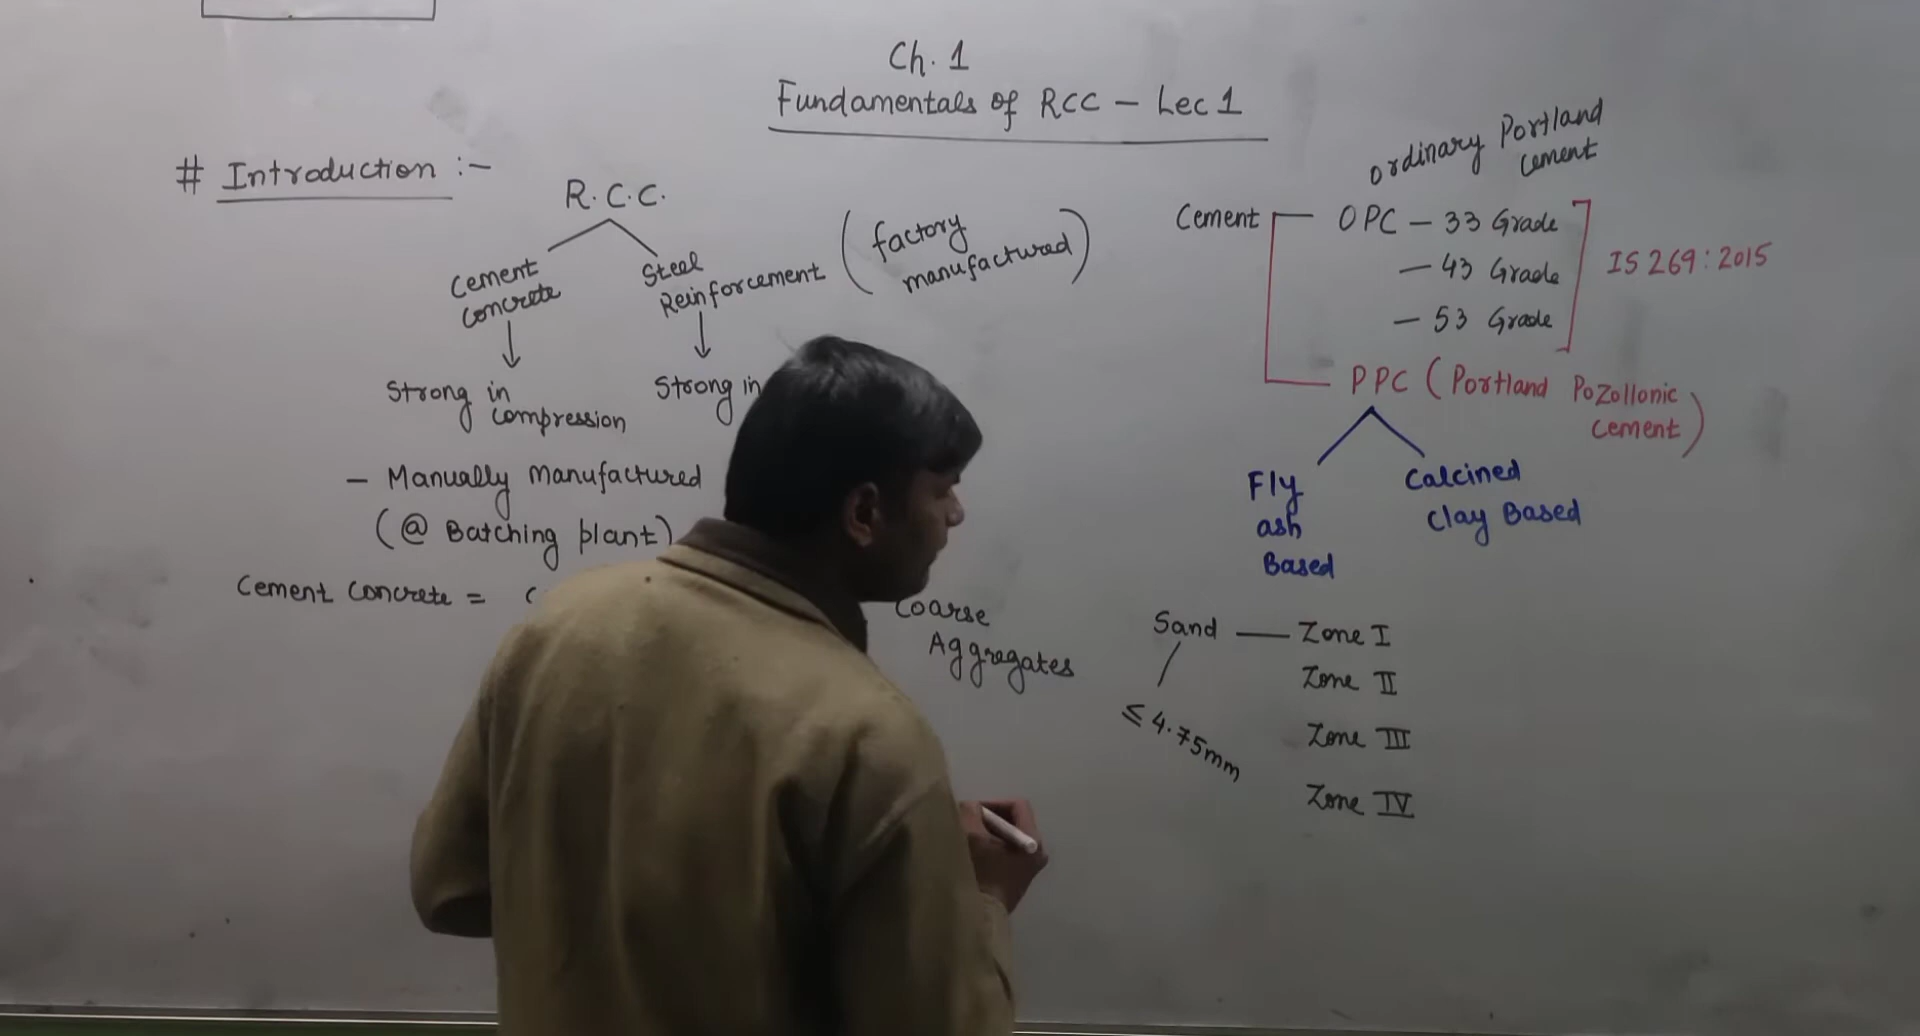 Ch. 1
Fundamentals of RCC – Lec 1
# Introduction :-
R.C.C.
Cement
Concrete
Steel
Reinforcement
(factory
manufactured)
Strong in
compression
Strong in
– Manually manufactured
(@ Batching plant)
Cement Concrete =
Coarse
Aggregates
Ordinary Portland
Cement
Cement
OPC – 33 Grade
– 43 Grade
– 53 Grade
IS 269 : 2015
PPC (Portland Pozollonic
Cement)
Fly
ash
Based
Calcined
Clay Based
Sand — Zone I
Zone II
Zone III
Zone IV
≤ 4.75mm